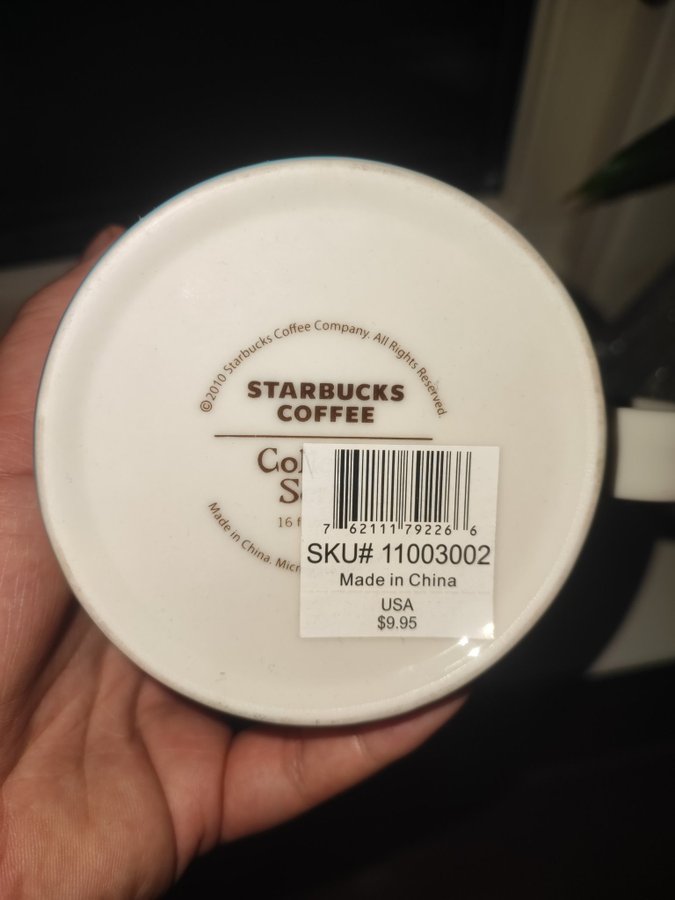 ©2010 Starbucks Coffee Company. All Rights Reserved.
STARBUCKS
COFFEE
16
Made in China.
7 62111 79226 6
SKU# 11003002
Made in China
USA
$9.95